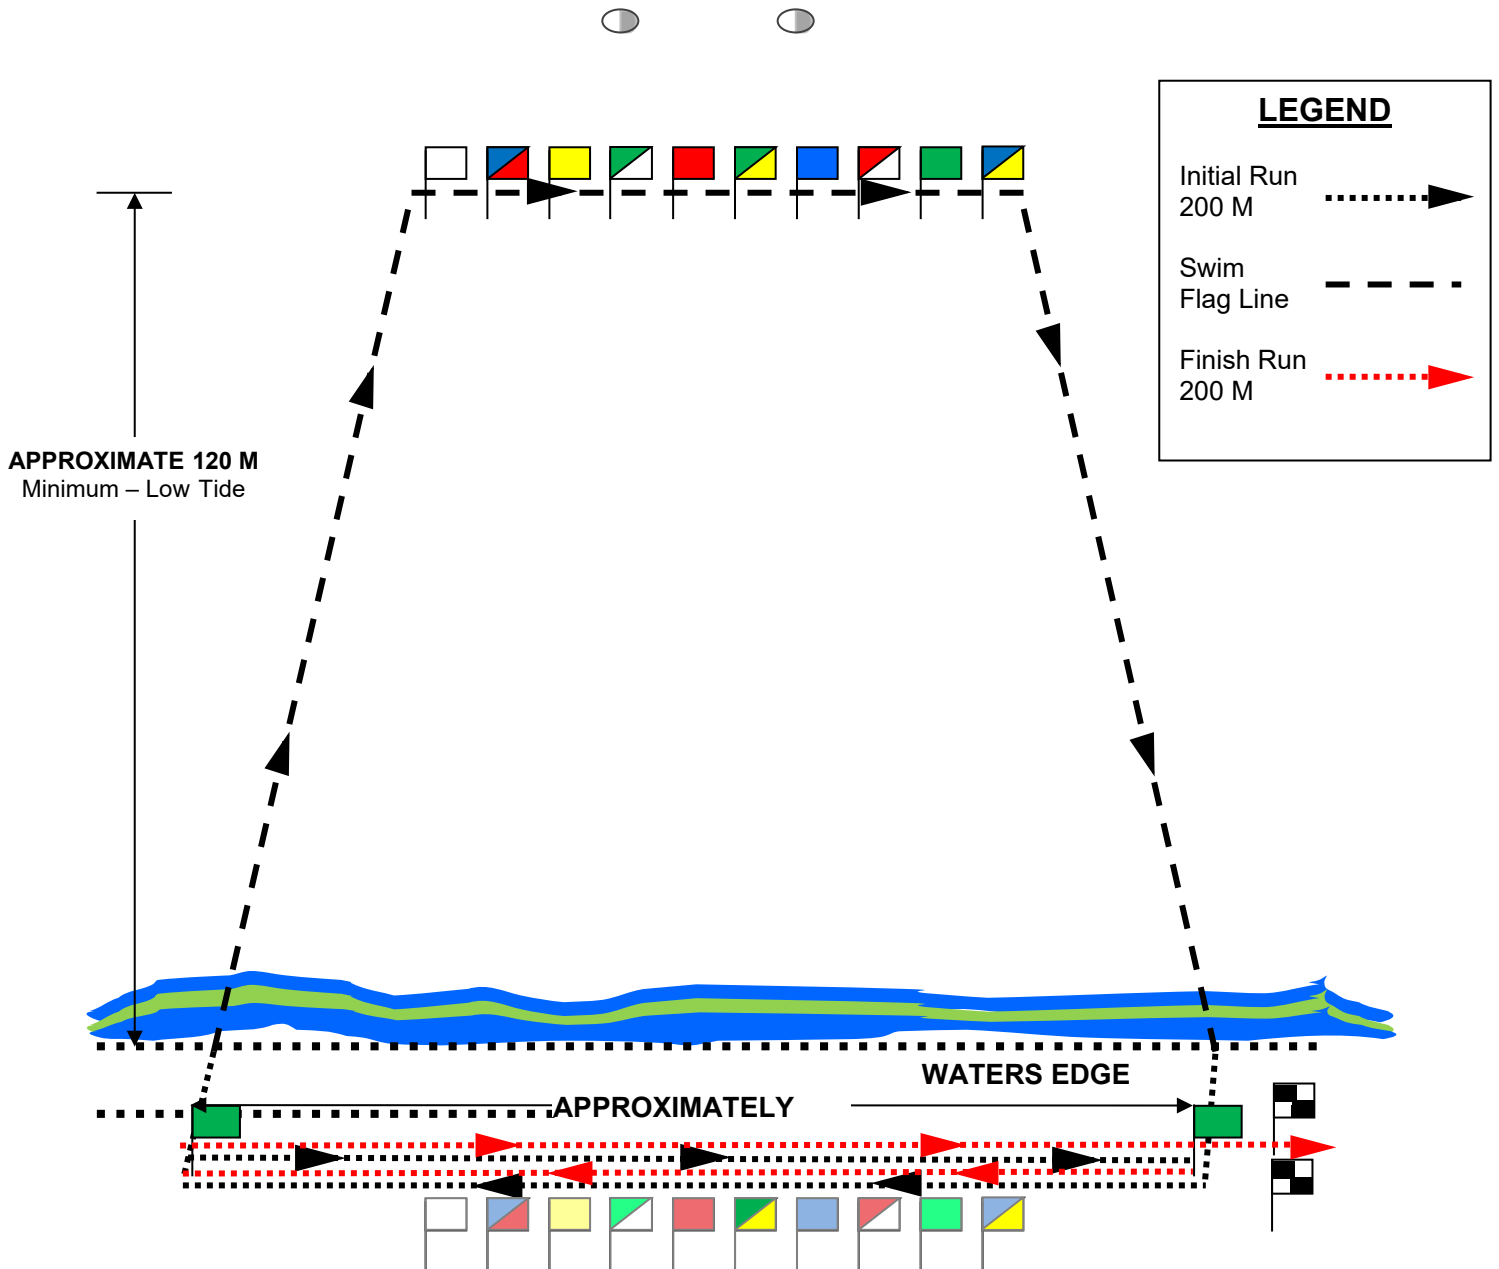 LEGEND
Initial Run
200 M
Swim
Flag Line
Finish Run
200 M
APPROXIMATE 120 M
Minimum – Low Tide
WATERS EDGE
APPROXIMATELY